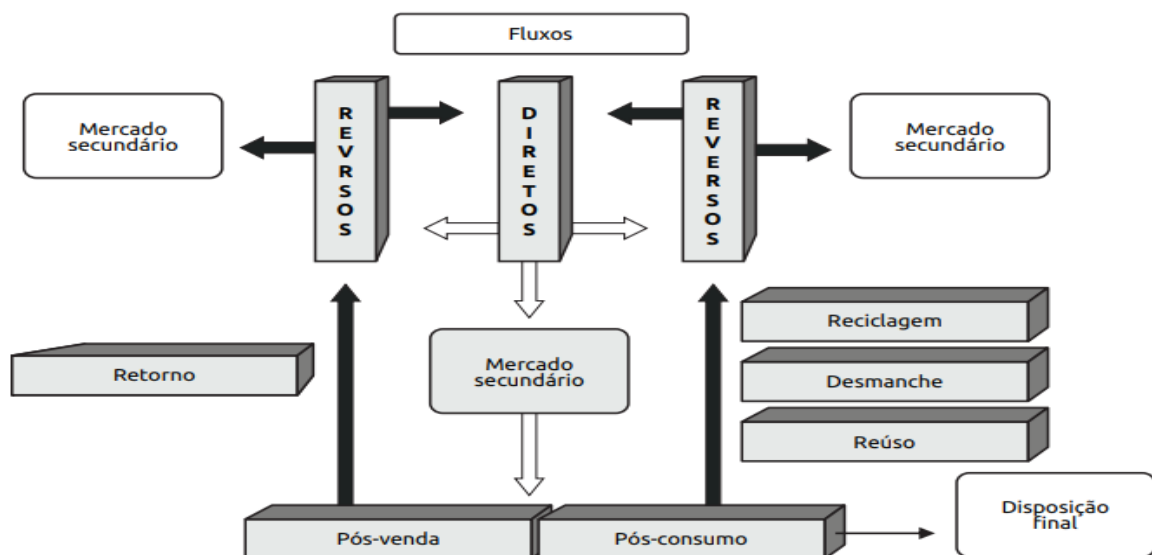 Fluxos
Mercado
secundário
REVRSOS
DIRETOS
REVERSOS
Mercado
secundário
Retorno
Mercado
secundário
Reciclagem
Desmanche
Reúso
Pós-venda
Pós-consumo
Disposição
final